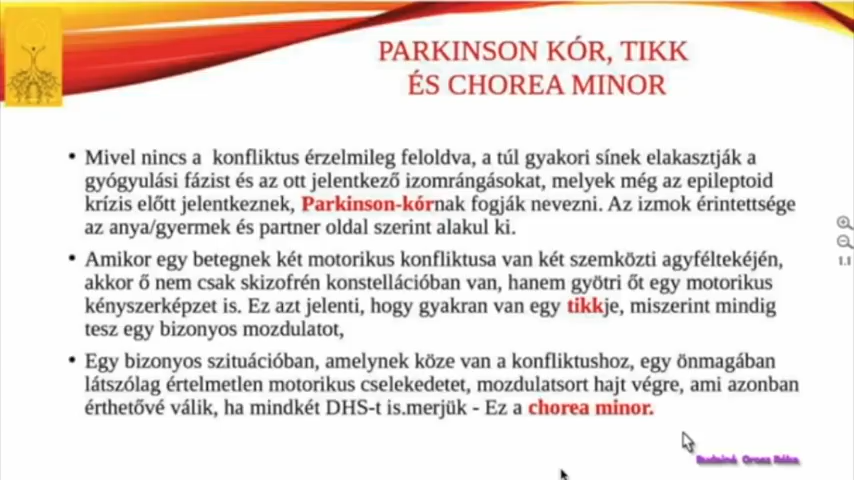 PARKINSON KÓR, TIKK
ÉS CHOREA MINOR
• Mivel nincs a konfliktus érzelmileg feloldva, a túl gyakori sínek elakasztják a
gyógyulási fázist és az ott jelentkező izomrángásokat, melyek még az epileptoid
krízis előtt jelentkeznek, Parkinson-kórnak fogják nevezni. Az izmok érintettsége
az anya/gyermek és partner oldal szerint alakul ki.
• Amikor egy betegnek két motorikus konfliktusa van két szemközti agyféltekéjén,
akkor ő nem csak skizofrén konstellációban van, hanem gyötri őt egy motorikus
kényszerképzet is. Ez azt jelenti, hogy gyakran van egy tikkje, miszerint mindig
tesz egy bizonyos mozdulatot,
• Egy bizonyos szituációban, amelynek köze van a konfliktushoz, egy önmagában
látszólag értelmetlen motorikus cselekedetet, mozdulatsort hajt végre, ami azonban
érthetővé válik, ha mindkét DHS-t is.merjük - Ez a chorea minor.
1.1